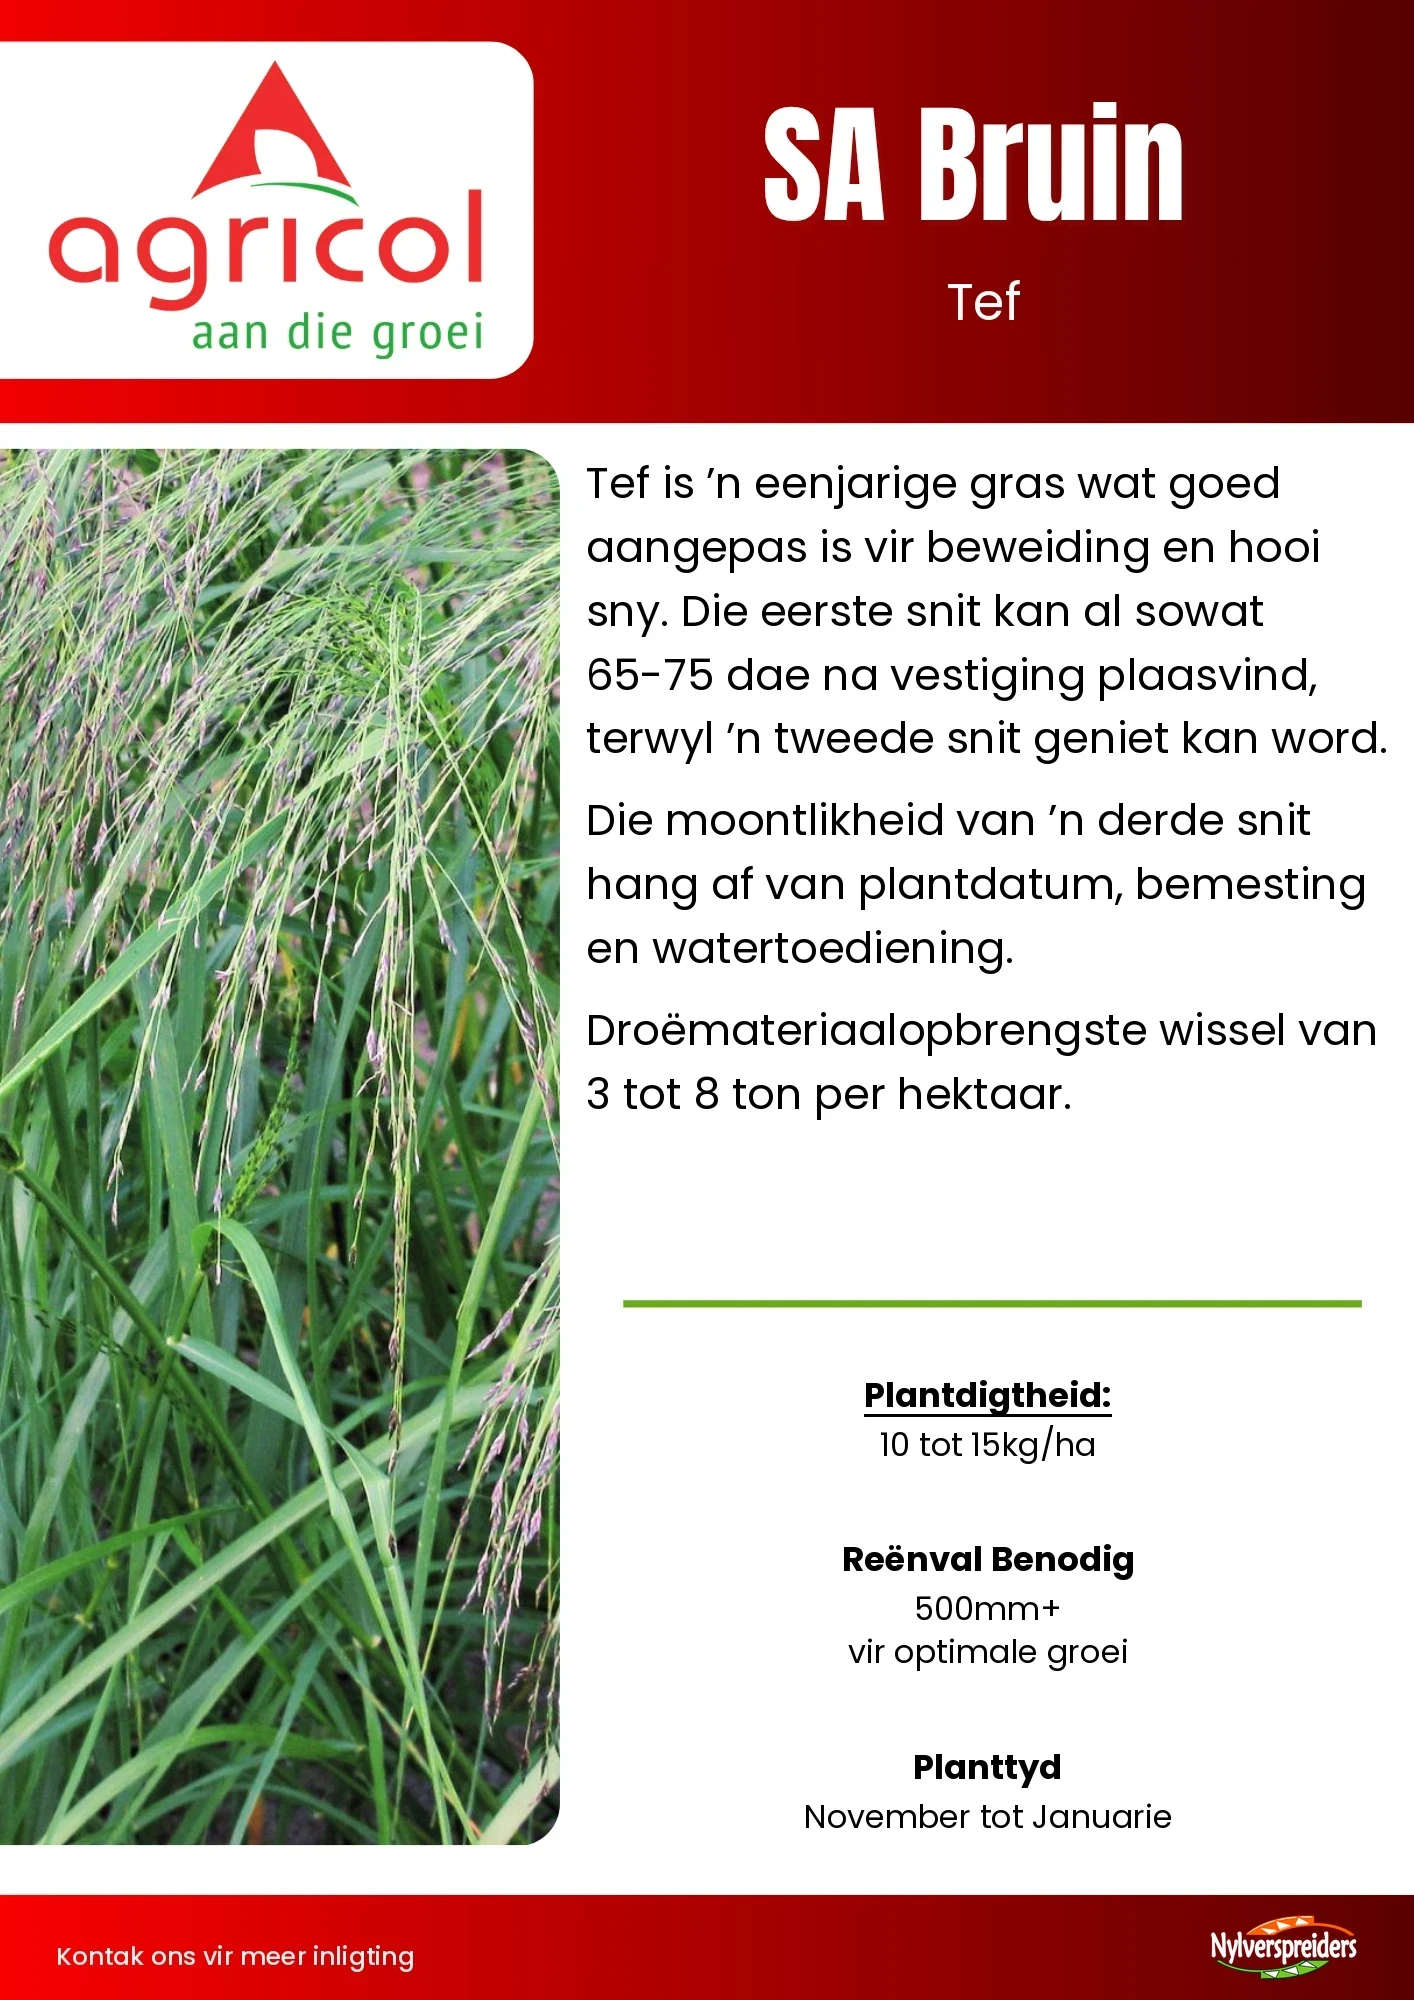 agricol
aan die groei
SA Bruin
Tef
Tef is ’n eenjarige gras wat goed
aangepas is vir beweiding en hooi
sny. Die eerste snit kan al sowat
65-75 dae na vestiging plaasvind,
terwyl ’n tweede snit geniet kan word.
Die moontlikheid van ’n derde snit
hang af van plantdatum, bemesting
en watertoediening.
Droëmateriaalopbrengste wissel van
3 tot 8 ton per hektaar.
Plantdigtheid:
10 tot 15kg/ha
Reënval Benodig
500mm+
vir optimale groei
Planttyd
November tot Januarie
Kontak ons vir meer inligting
Nylverspreiders